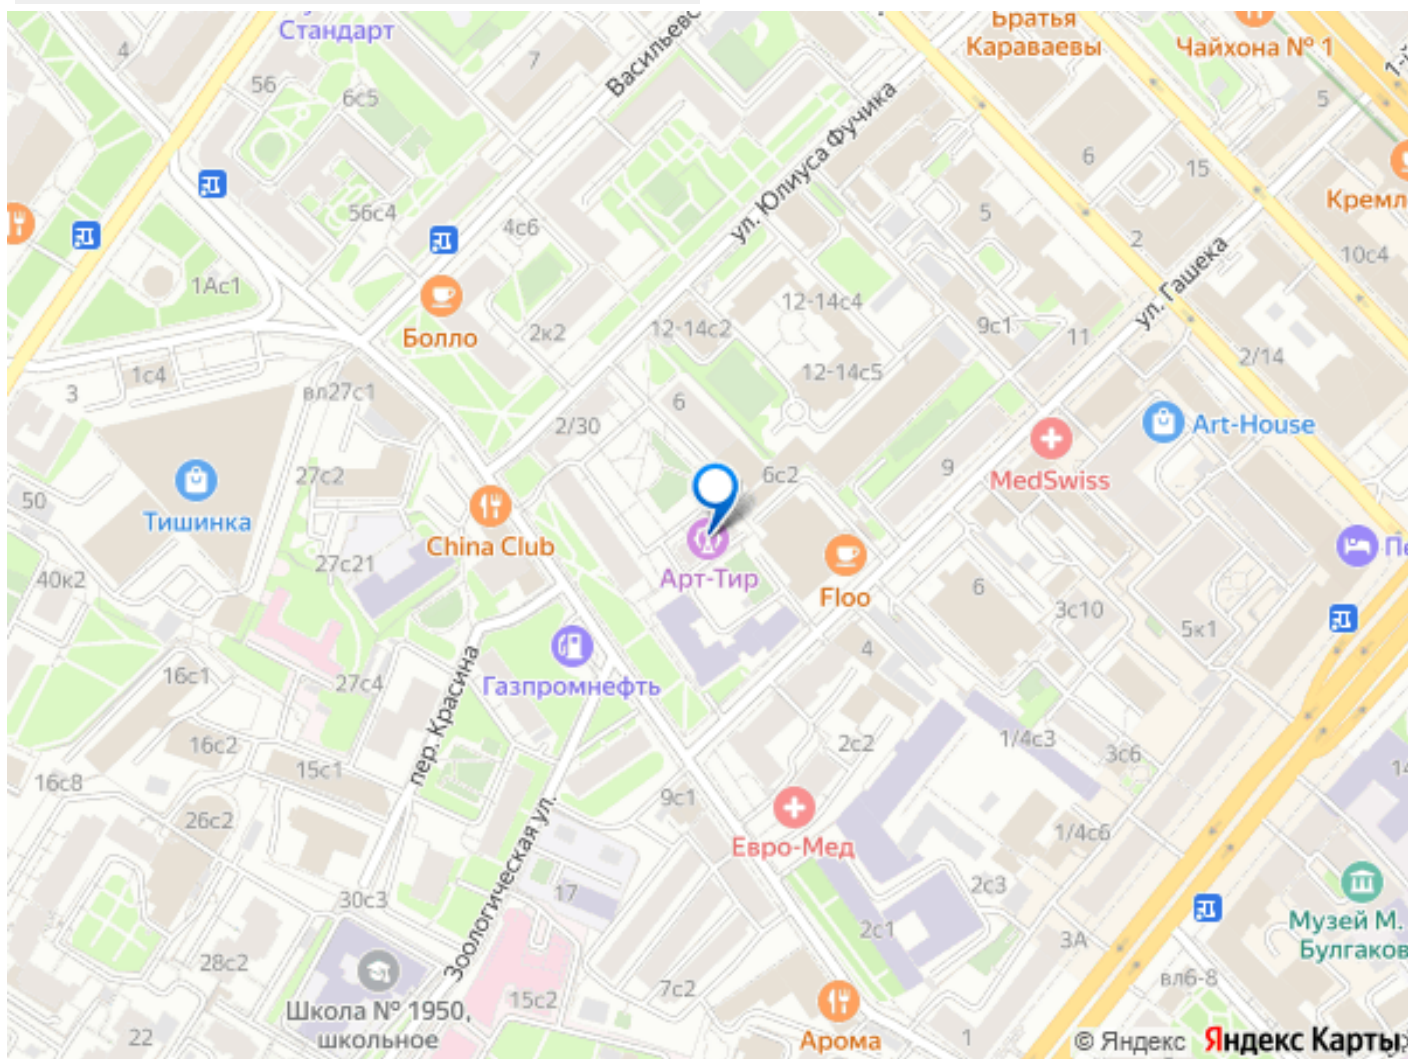 Стандарт
Братья
Караваевы
Чайхона № 1
4
7
56
6с5
5
6
15
ул. Юлиуса Фучика
56с4
4с6
5
2
Кремл
10с4
ул. Гашека
1Ас1
12-14с4
Болло
2к2
12-14с2
9с1
11
2/14
1с4
12-14с5
3
вл27с1
6
2/30
Art-House
27с2
6с2
9
MedSwiss
50
Тишинка
China Club
27с21
Арт-Тир
Floo
40к2
6
3с10
5к1
4
16с1
27с4
Газпромнефть
пер. Красина
16с2
2с2
1/4с3
3с6
15с1
16с8
9с1
14
26с2
Евро-Мед
1/4с6
Зоологическая ул.
17
2с3
30с3
2с1
3А
Музей М.
Булгаков
28с2
вл6-8
15с2
7с2
Школа № 1950,
школьное
22
Арома
1
© Яндекс Яндекс Карты